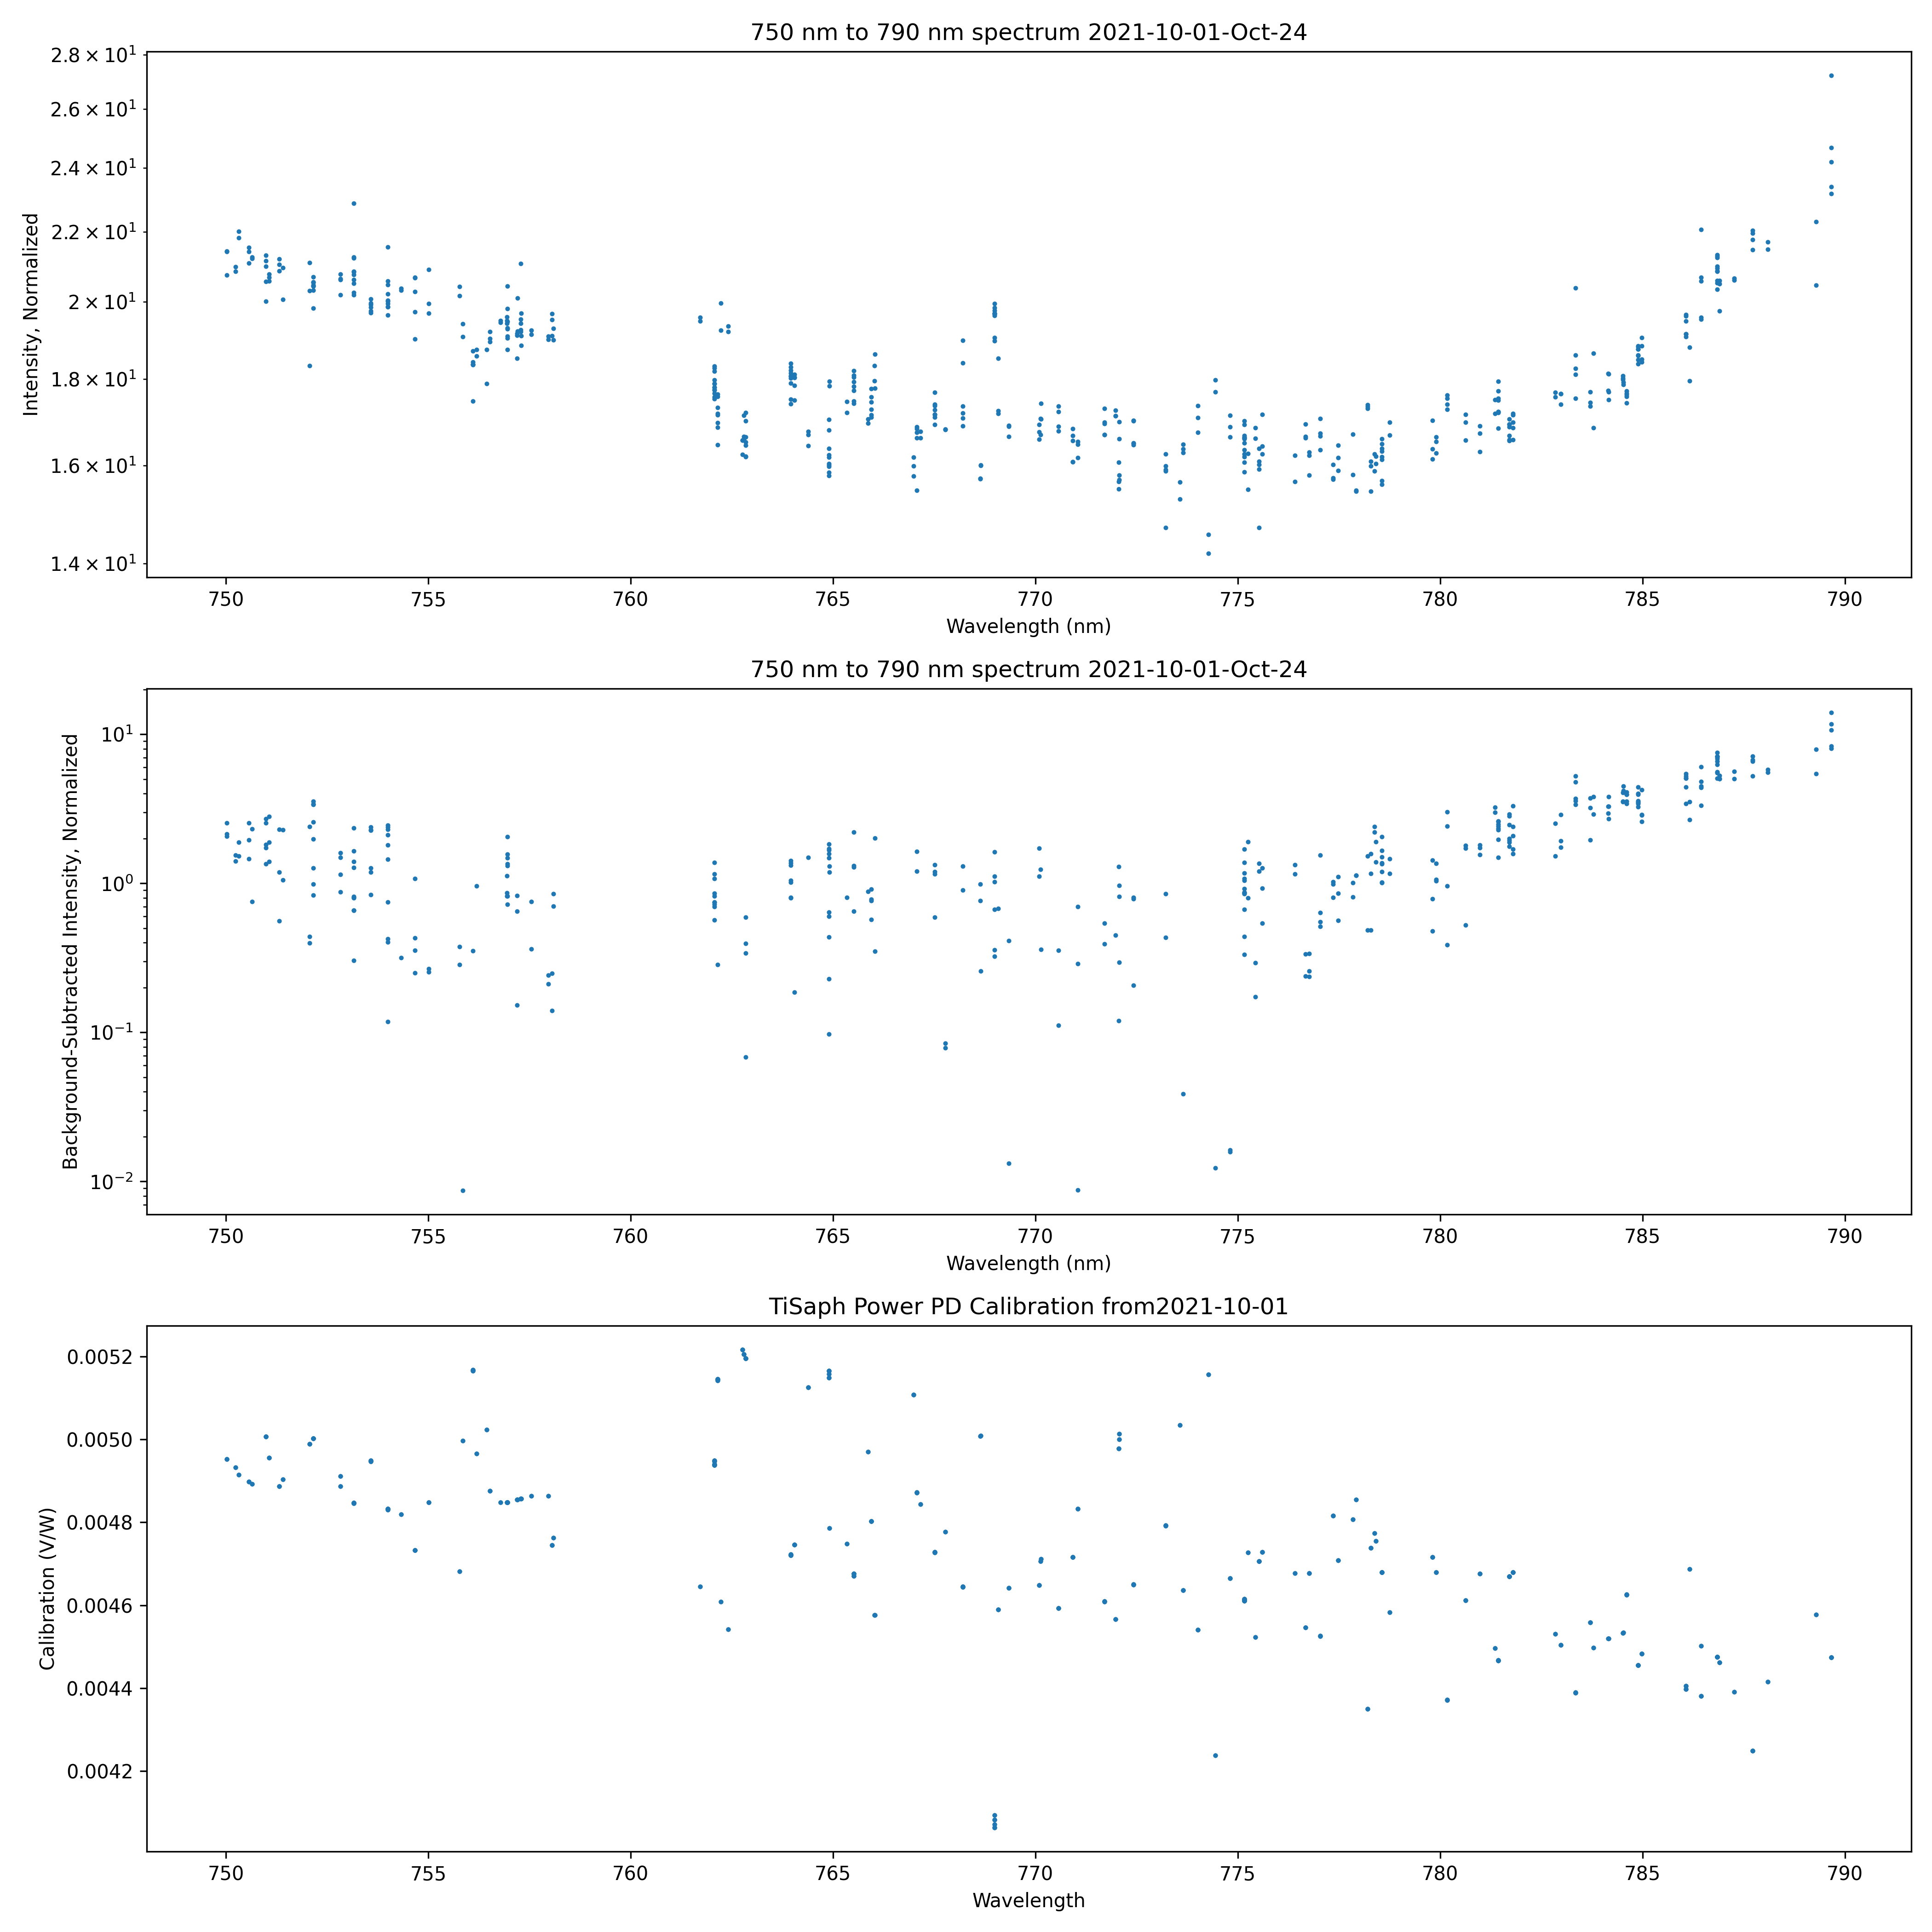 750 nm to 790 nm spectrum 2021-10-01-Oct-24
Intensity, Normalized
2.8 × 10¹
2.6 × 10¹
2.4 × 10¹
2.2 × 10¹
2 × 10¹
1.8 × 10¹
1.6 × 10¹
1.4 × 10¹
750 755 760 765 770 775 780 785 790
Wavelength (nm)
750 nm to 790 nm spectrum 2021-10-01-Oct-24
Background-Subtracted Intensity, Normalized
10¹
10⁰
10⁻¹
10⁻²
750 755 760 765 770 775 780 785 790
Wavelength (nm)
TiSaph Power PD Calibration from2021-10-01
Calibration (V/W)
0.0052
0.0050
0.0048
0.0046
0.0044
0.0042
750 755 760 765 770 775 780 785 790
Wavelength